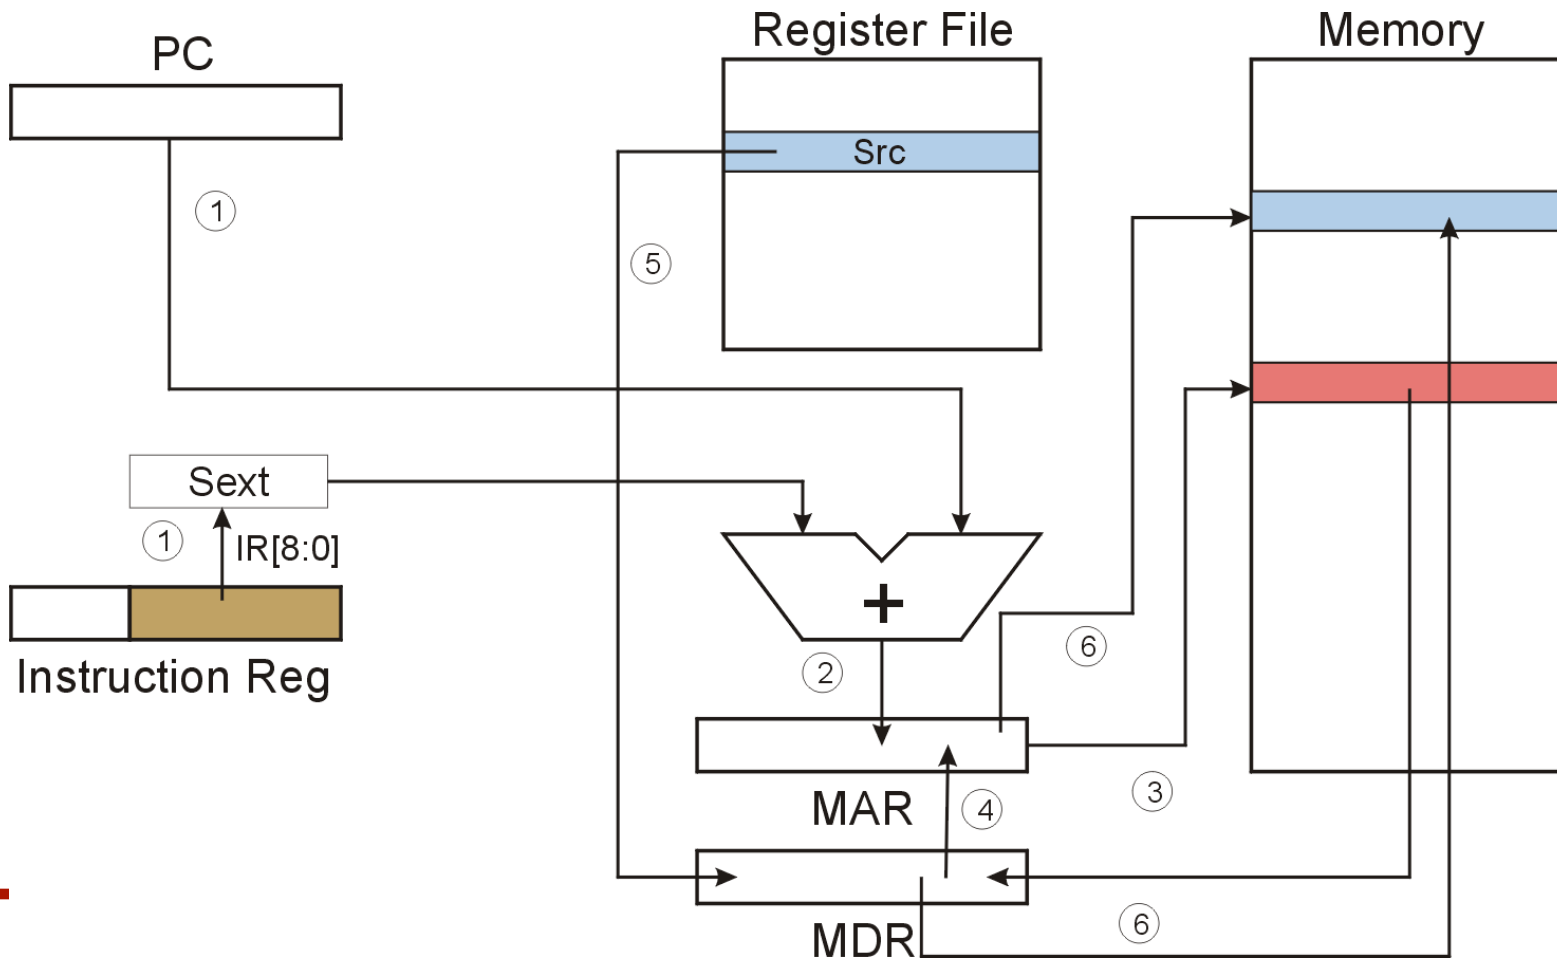 PC
Register File
Memory
Src
1
5
Sext
1
IR[8:0]
+
Instruction Reg
2
6
MAR
4
3
MDR
6